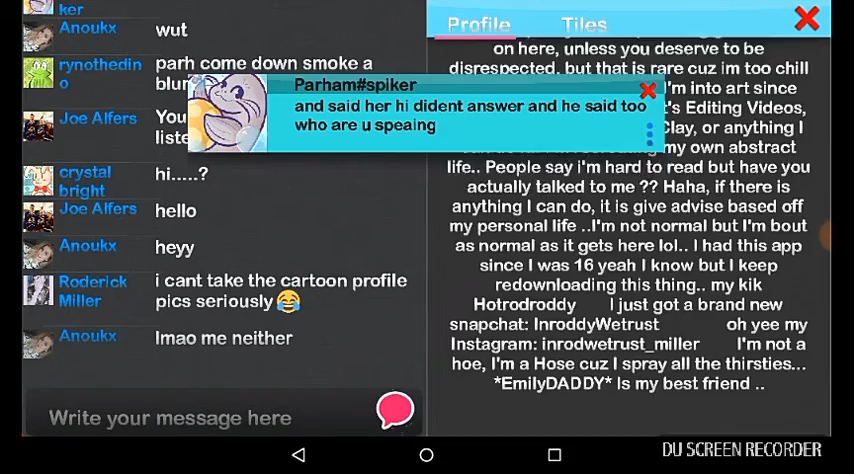 ker
Anoukx
wut
rynothedin
o
parh come down smoke a
blun
Joe Alfers
You
liste
crystal
bright
hi.....?
Joe Alfers
hello
Anoukx
heyy
Roderick
Miller
i cant take the cartoon profile
pics seriously😂
Anoukx
lmao me neither
Write your message here
Parham#spiker
and said her hi dident answer and he said too
who are u speaing
Profile Tiles
on here, unless you deserve to be
disrespected, but that is rare cuz im too chill
I'm into art since
t's Editing Videos,
Clay, or anything I
my own abstract
life.. People say i'm hard to read but have you
actually talked to me ?? Haha, if there is
anything I can do, it is give advise based off
my personal life ..I'm not normal but I'm bout
as normal as it gets here lol.. I had this app
since I was 16 yeah I know but I keep
redownloading this thing.. my kik
Hotrodroddy I just got a brand new
snapchat: InroddyWetrust oh yee my
Instagram: inrodwetrust_miller I'm not a
hoe, I'm a Hose cuz I spray all the thirsties...
*EmilyDADDY* Is my best friend ..
DU SCREEN RECORDER